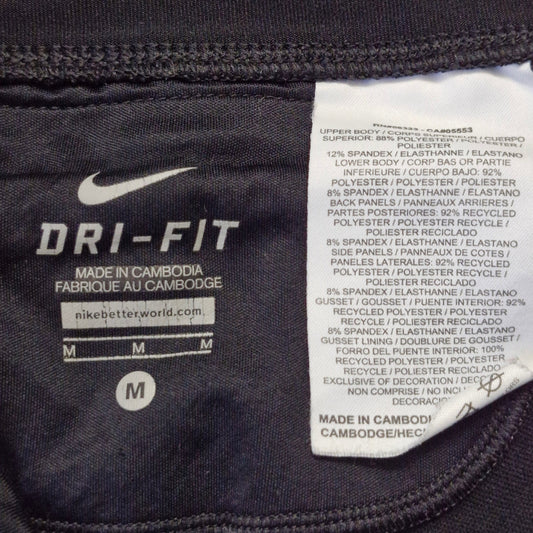 DRI-FIT
MADE IN CAMBODIA
FABRIQUE AU CAMBODGE
nikebetterworld.com
M M M
M
CA#05553
UPPER BODY / CORPS SUPERIEUR / CUERPO
SUPERIOR: 88% POLYESTER / POLYESTER /
POLIESTER
12% SPANDEX / ELASTHANNE / ELASTANO
LOWER BODY / CORP BAS OR PARTIE
INFERIEURE / CUERPO BAJO: 92%
POLYESTER / POLYESTER / POLIESTER
8% SPANDEX / ELASTHANNE / ELASTANO
BACK PANELS / PANNEAUX ARRIERES /
PARTES POSTERIORES: 92% RECYCLED
POLYESTER / POLYESTER RECYCLE /
POLIESTER RECICLADO
8% SPANDEX / ELASTHANNE / ELASTANO
SIDE PANELS / PANNEAUX DE COTES /
PANELES LATERALES: 92% RECYCLED
POLYESTER / POLYESTER RECYCLE /
POLIESTER RECICLADO
8% SPANDEX / ELASTHANNE / ELASTANO
GUSSET / GOUSSET / PUENTE INTERIOR: 92%
RECYCLED POLYESTER / POLYESTER
RECYCLE / POLIESTER RECICLADO
8% SPANDEX / ELASTHANNE / ELASTANO
GUSSET LINING / DOUBLURE DE GOUSSET /
FORRO DEL PUENTE INTERIOR: 100%
RECYCLED POLYESTER / POLYESTER
RECYCLE / POLIESTER RECICLADO
EXCLUSIVE OF DECORATION / DECO
NON COMPRISE / NO INCLU
DECORACION
MADE IN CAMBODIA
CAMBODGE/HEC